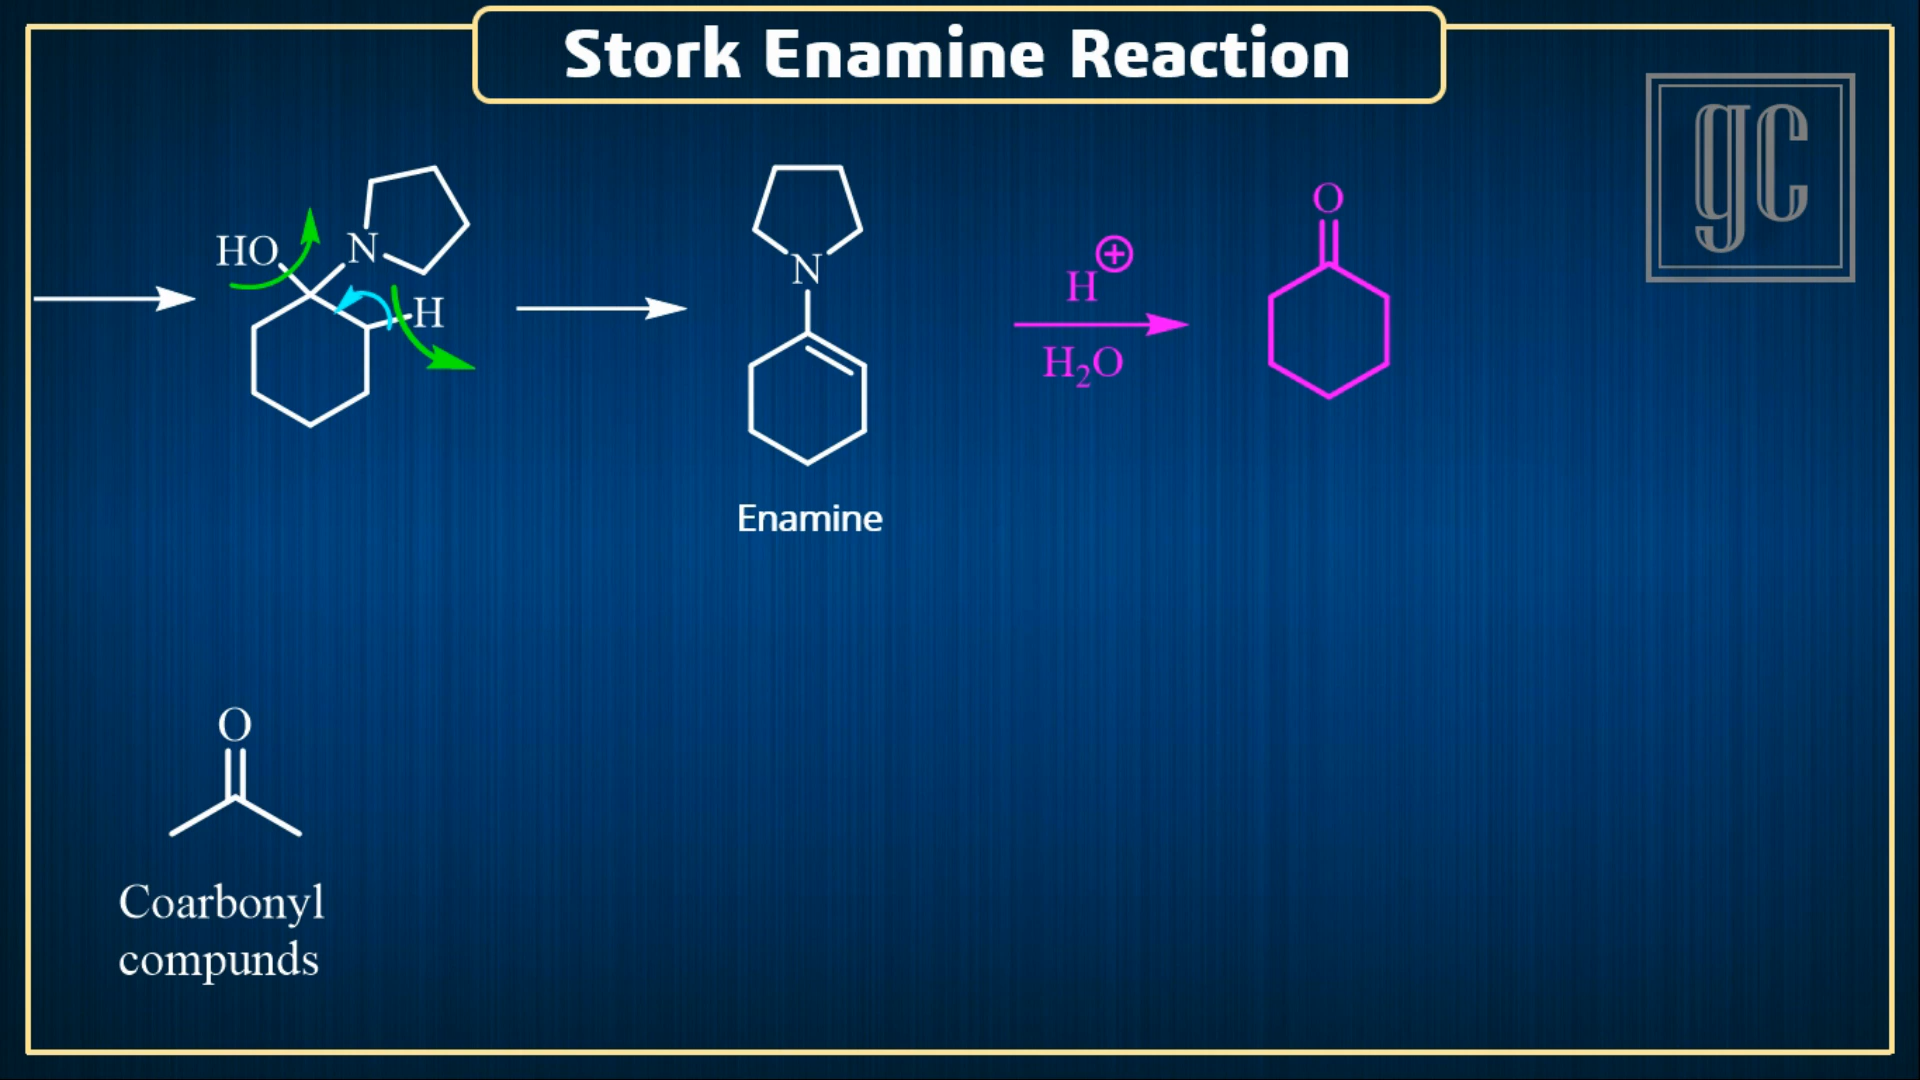 Stork Enamine Reaction
gc
HO
N
H
N
Enamine
H⊕
H₂O
O
O
Coarbonyl
compunds